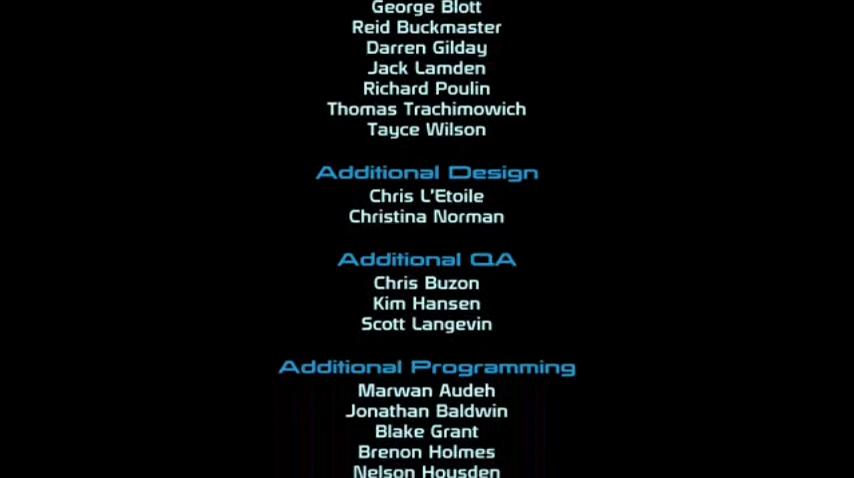 George Blott
Reid Buckmaster
Darren Gilday
Jack Lamden
Richard Poulin
Thomas Trachimowich
Tayce Wilson
Additional Design
Chris L'Etoile
Christina Norman
Additional QA
Chris Buzon
Kim Hansen
Scott Langevin
Additional Programming
Marwan Audeh
Jonathan Baldwin
Blake Grant
Brenon Holmes
Nelson Housden